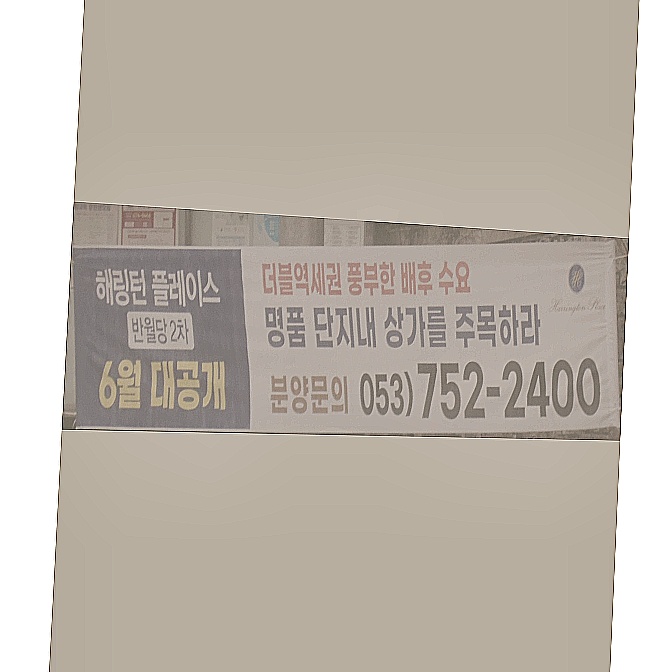 해링턴 플레이스
반월당 2차
6월 대공개
더블역세권 풍부한 배후 수요
명품 단지내 상가를 주목하라
분양문의 053)752-2400
Harrington Place